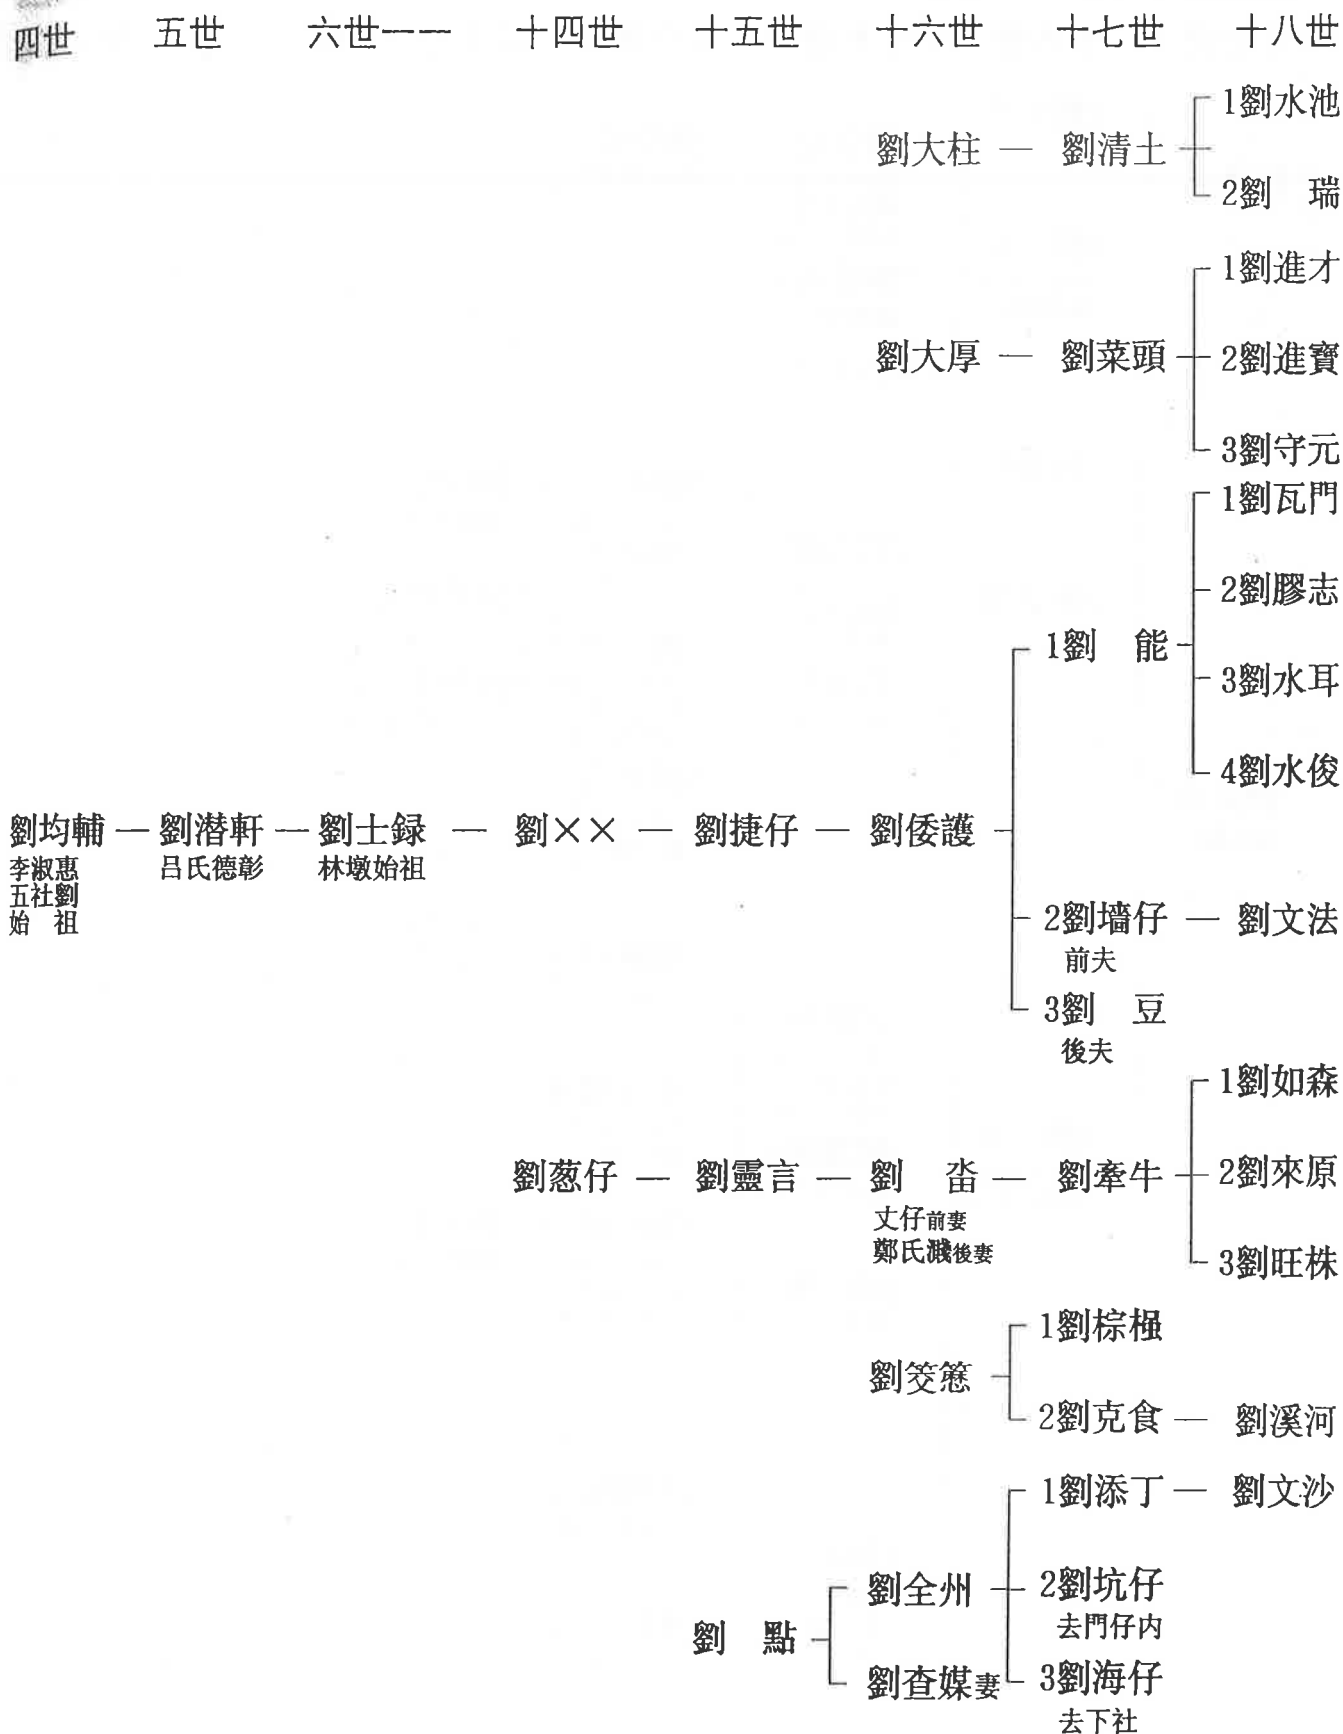 四世 五世 六世一一 十四世 十五世 十六世 十七世 十八世
1劉水池
劉大柱 — 劉清土
2劉 瑞
1劉進才
劉大厚 — 劉菜頭 2劉進寶
3劉守元
1劉瓦門
2劉膠志
1劉 能
3劉水耳
4劉水俊
劉均輔 — 劉潜軒 — 劉士録 — 劉×× — 劉捷仔 — 劉倭護
李淑惠 吕氏德彰 林墩始祖
五社劉
始 祖
2劉墻仔 — 劉文法
前夫
3劉 豆
後夫
1劉如森
劉葱仔 — 劉靈言 — 劉 畓 — 劉牽牛 2劉來原
丈仔前妻
鄭氏濺後妻
3劉旺株
1劉棕
劉筊
2劉克食 — 劉溪河
1劉添丁 — 劉文沙
劉全州 2劉坑仔
去門仔内
劉 點
劉查媒妻 3劉海仔
去下社